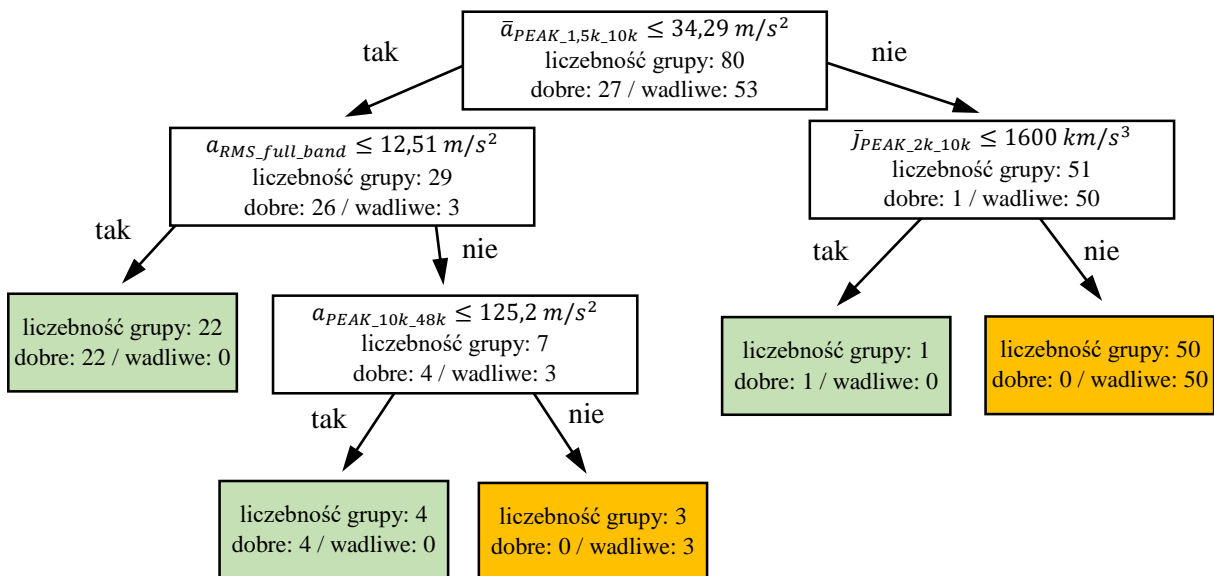 ā_PEAK_1,5k_10k ≤ 34,29 m/s²
liczebność grupy: 80
dobre: 27 / wadliwe: 53
tak
nie
a_RMS_full_band ≤ 12,51 m/s²
liczebność grupy: 29
dobre: 26 / wadliwe: 3
J̄_PEAK_2k_10k ≤ 1600 km/s³
liczebność grupy: 51
dobre: 1 / wadliwe: 50
tak
nie
tak
nie
liczebność grupy: 22
dobre: 22 / wadliwe: 0
a_PEAK_10k_48k ≤ 125,2 m/s²
liczebność grupy: 7
dobre: 4 / wadliwe: 3
liczebność grupy: 1
dobre: 1 / wadliwe: 0
liczebność grupy: 50
dobre: 0 / wadliwe: 50
tak
nie
liczebność grupy: 4
dobre: 4 / wadliwe: 0
liczebność grupy: 3
dobre: 0 / wadliwe: 3